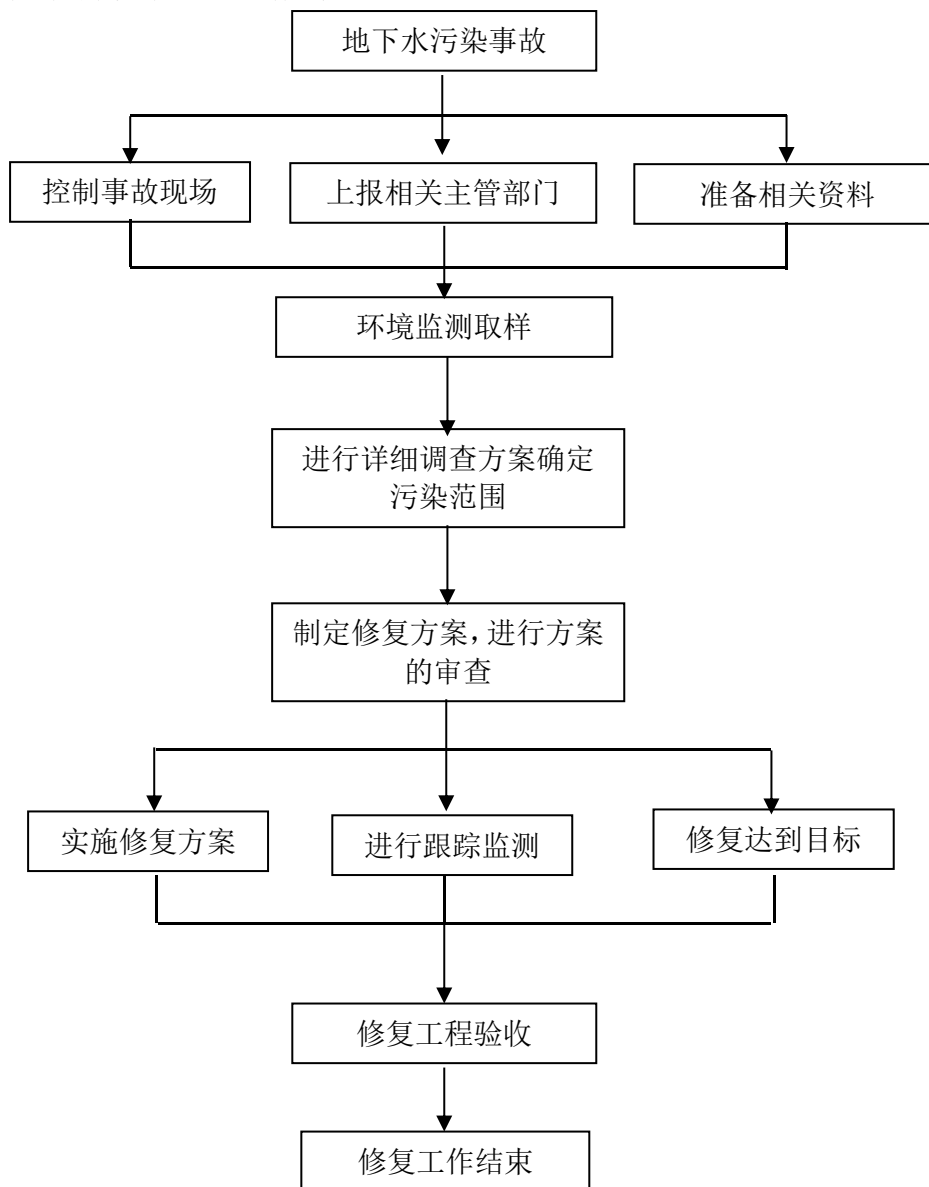 地下水污染事故
控制事故现场
上报相关主管部门
准备相关资料
环境监测取样
进行详细调查方案确定
污染范围
制定修复方案，进行方案
的审查
实施修复方案
进行跟踪监测
修复达到目标
修复工程验收
修复工作结束